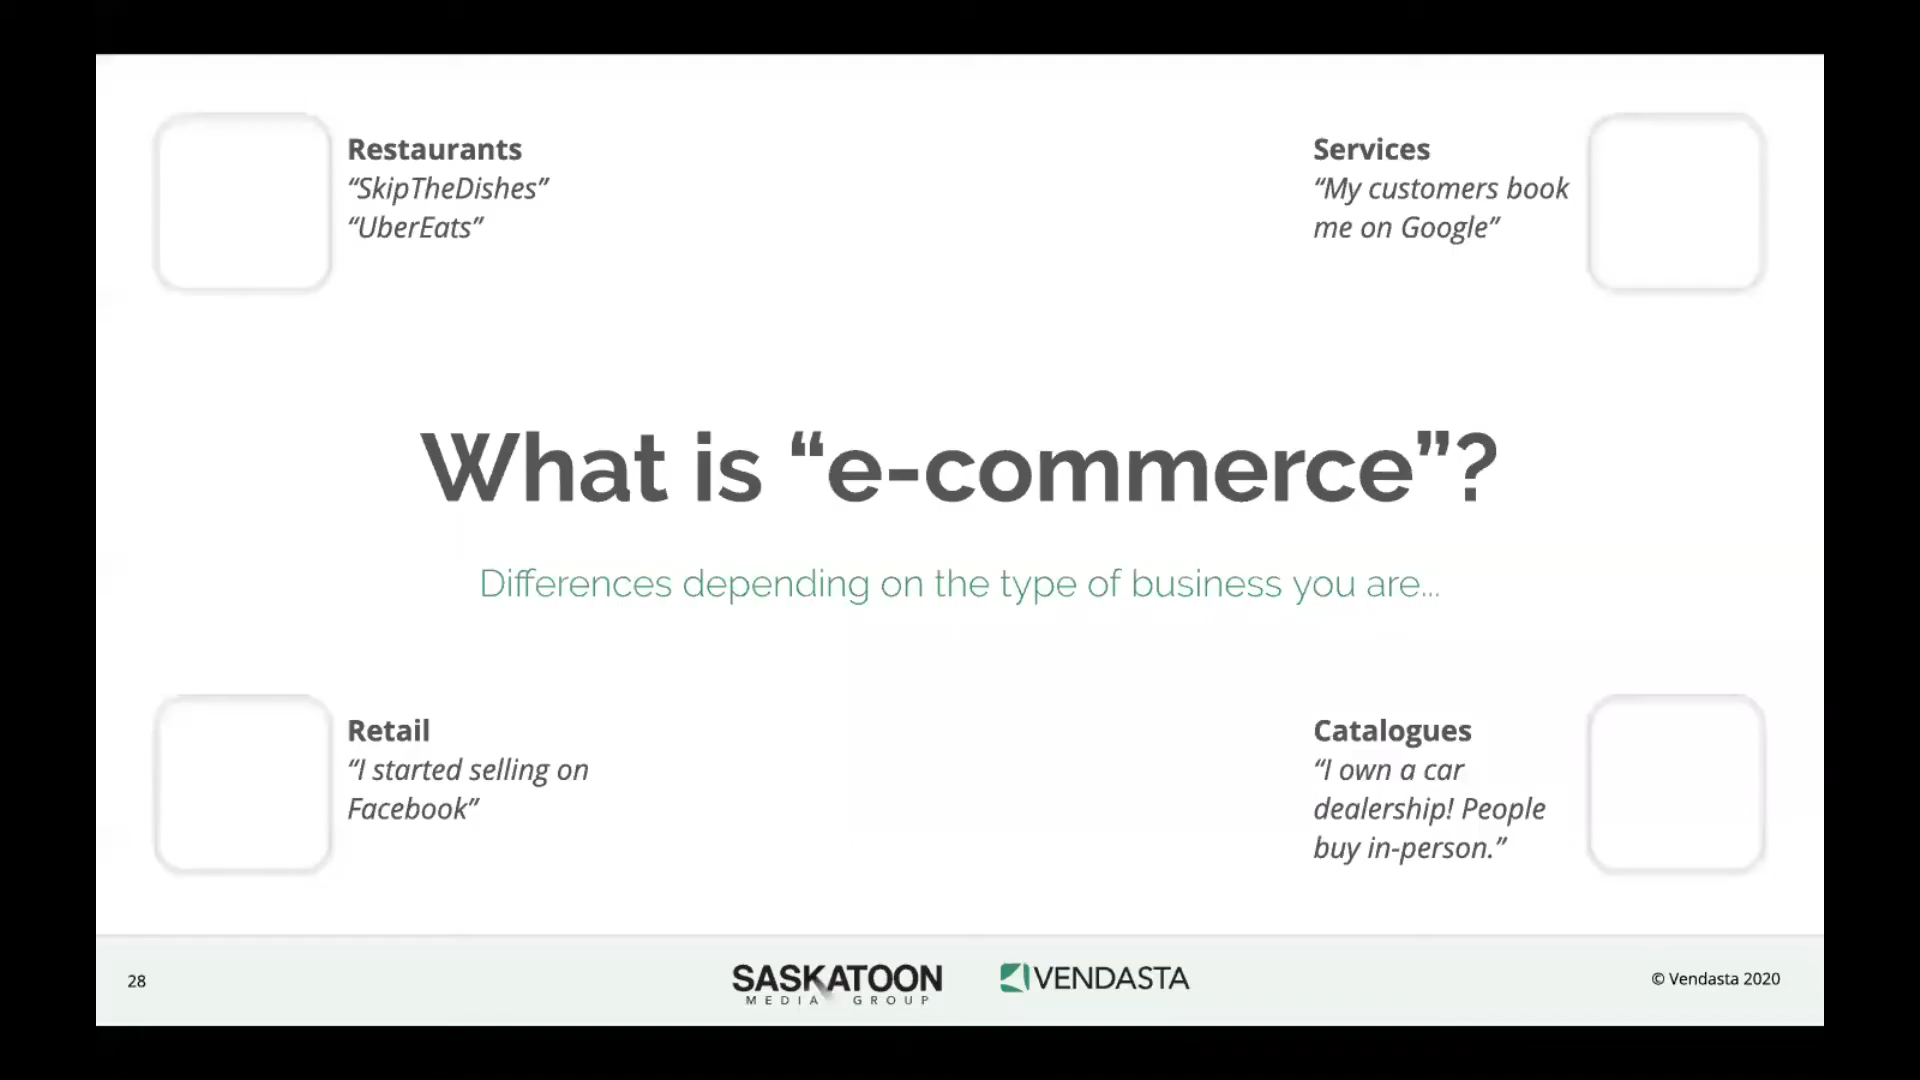 Restaurants
“SkipTheDishes”
“UberEats”
Services
“My customers book
me on Google”
What is “e-commerce”?
Differences depending on the type of business you are...
Retail
“I started selling on
Facebook”
Catalogues
“I own a car
dealership! People
buy in-person.”
28
SASKATOON
MEDIA GROUP
VENDASTA
© Vendasta 2020